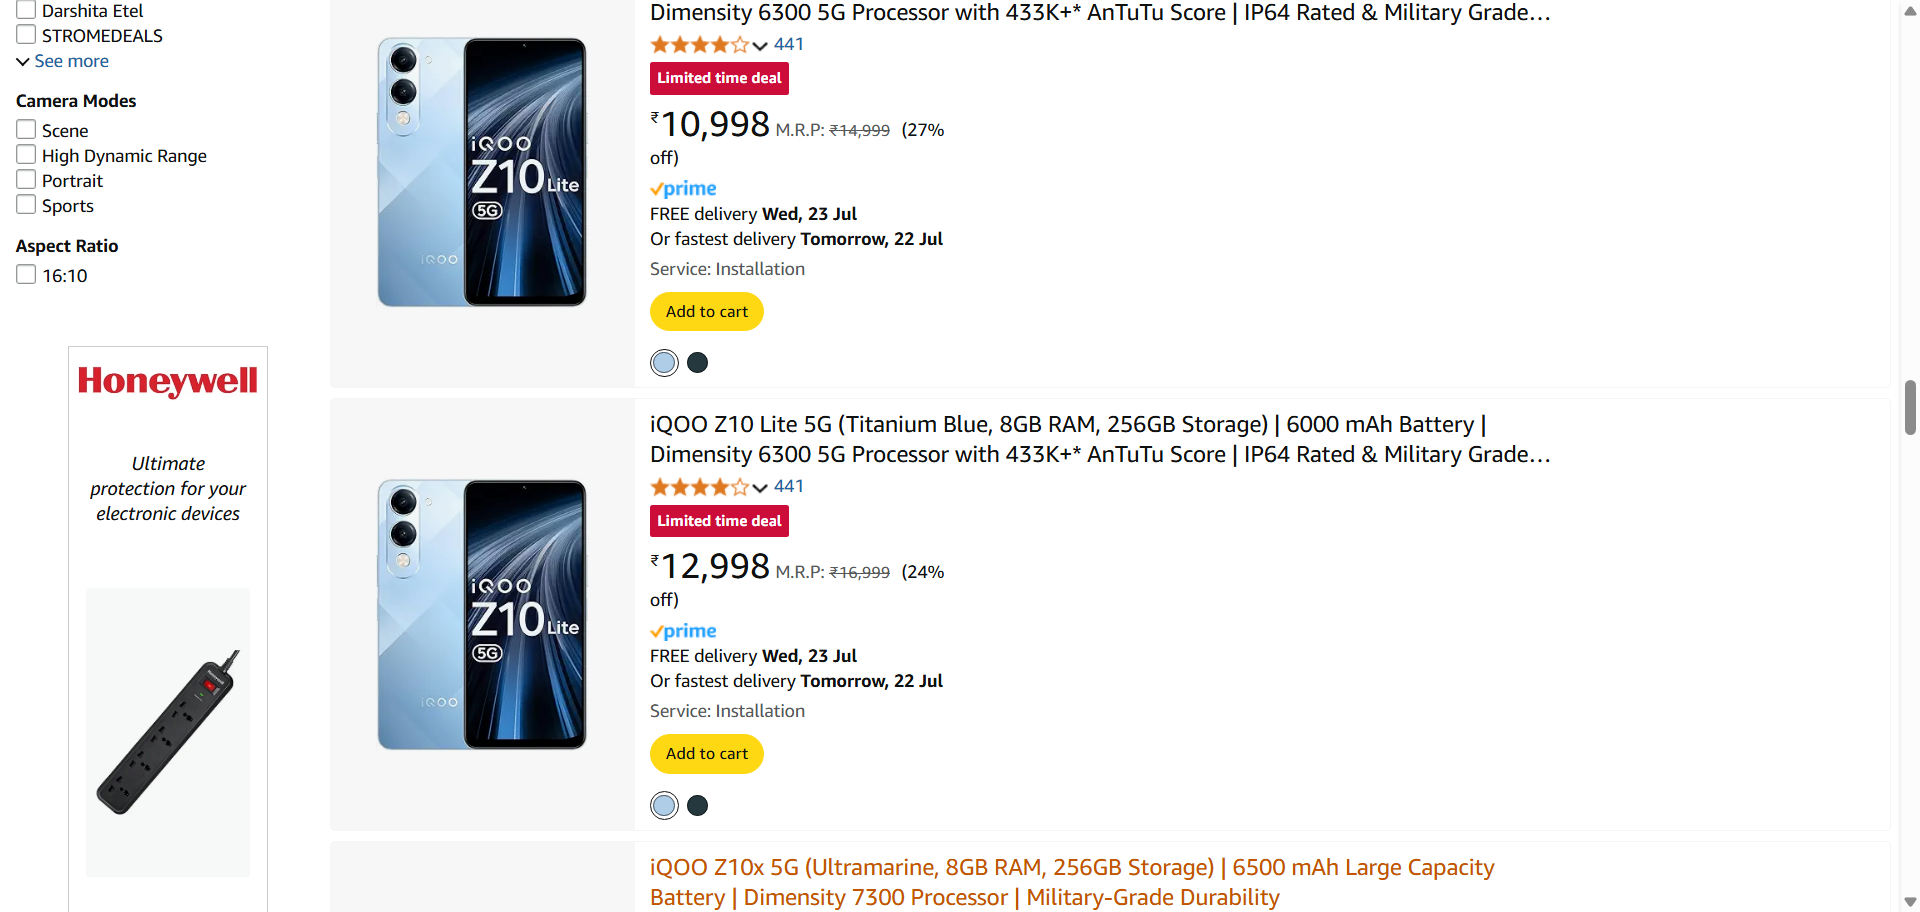 Darshita Etel
STROMEDEALS
See more
Camera Modes
Scene
High Dynamic Range
Portrait
Sports
Aspect Ratio
16:10
Honeywell
Ultimate
protection for your
electronic devices
Dimensity 6300 5G Processor with 433K+* AnTuTu Score | IP64 Rated & Military Grade…
441
Limited time deal
₹10,998 M.R.P: ₹14,999 (27%
off)
prime
FREE delivery Wed, 23 Jul
Or fastest delivery Tomorrow, 22 Jul
Service: Installation
Add to cart
iQOO
Z10 Lite
5G
iQOO
iQOO Z10 Lite 5G (Titanium Blue, 8GB RAM, 256GB Storage) | 6000 mAh Battery |
Dimensity 6300 5G Processor with 433K+* AnTuTu Score | IP64 Rated & Military Grade…
441
Limited time deal
₹12,998 M.R.P: ₹16,999 (24%
off)
prime
FREE delivery Wed, 23 Jul
Or fastest delivery Tomorrow, 22 Jul
Service: Installation
Add to cart
iQOO
Z10 Lite
5G
iQOO
iQOO Z10x 5G (Ultramarine, 8GB RAM, 256GB Storage) | 6500 mAh Large Capacity
Battery | Dimensity 7300 Processor | Military-Grade Durability